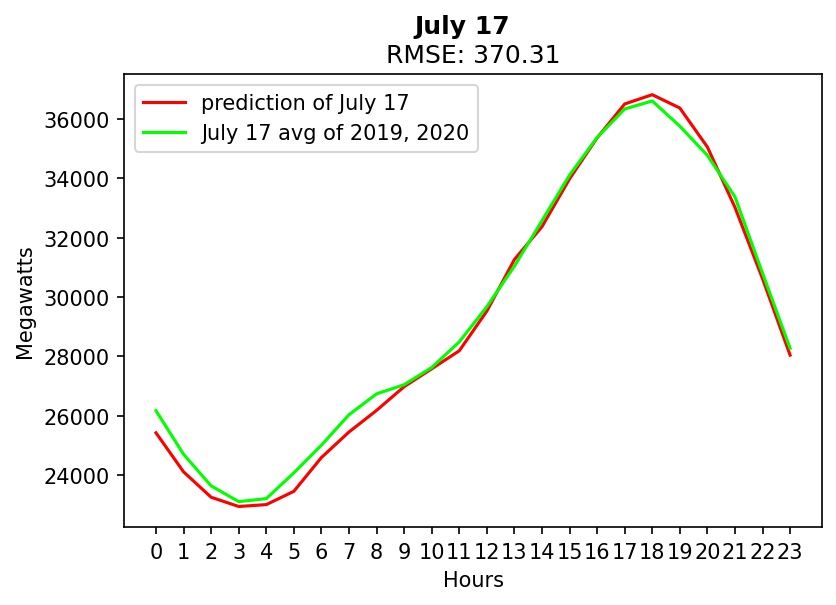 July 17
RMSE: 370.31
prediction of July 17
July 17 avg of 2019, 2020
Megawatts
36000
34000
32000
30000
28000
26000
24000
0 1 2 3 4 5 6 7 8 9 10 11 12 13 14 15 16 17 18 19 20 21 22 23
Hours